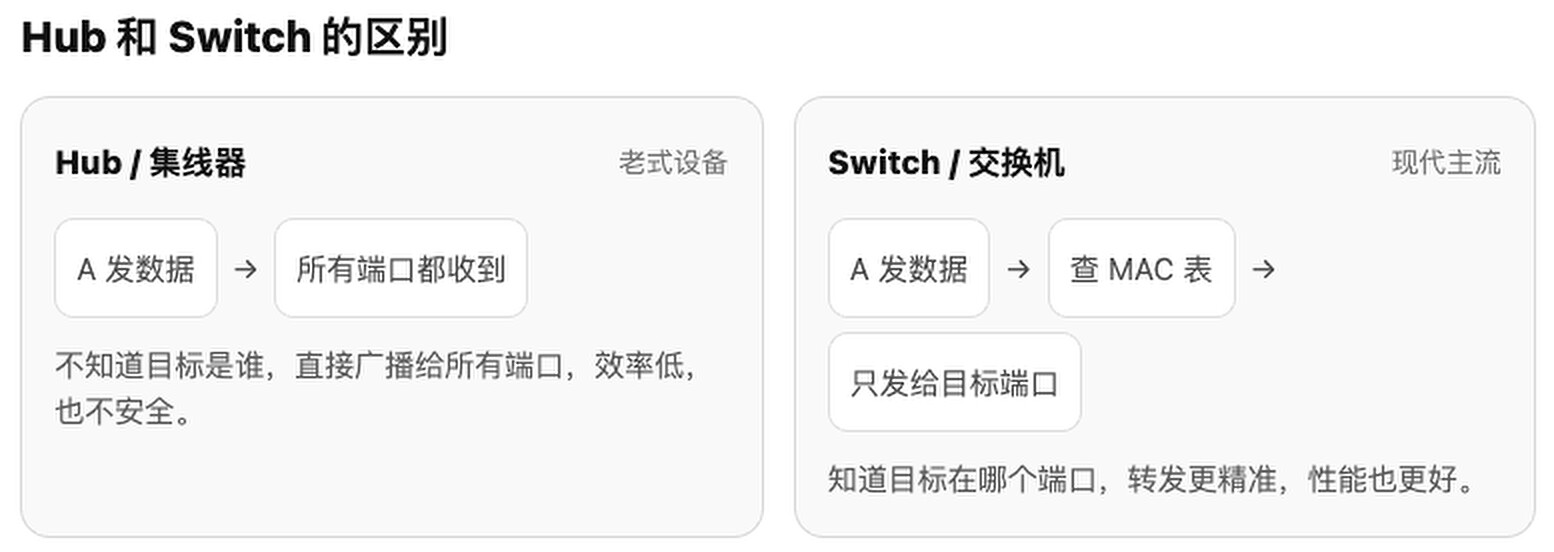 Hub 和 Switch 的区别
Hub / 集线器
老式设备
A 发数据 → 所有端口都收到
不知道目标是谁，直接广播给所有端口，效率低，
也不安全。
Switch / 交换机
现代主流
A 发数据 → 查 MAC 表 →
只发给目标端口
知道目标在哪个端口，转发更精准，性能也更好。